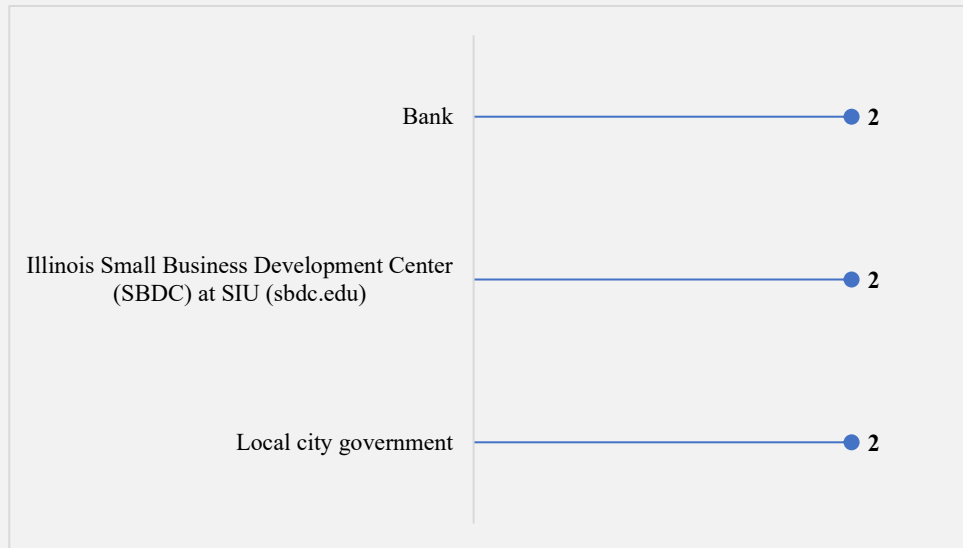 Bank 2
Illinois Small Business Development Center
(SBDC) at SIU (sbdc.edu) 2
Local city government 2